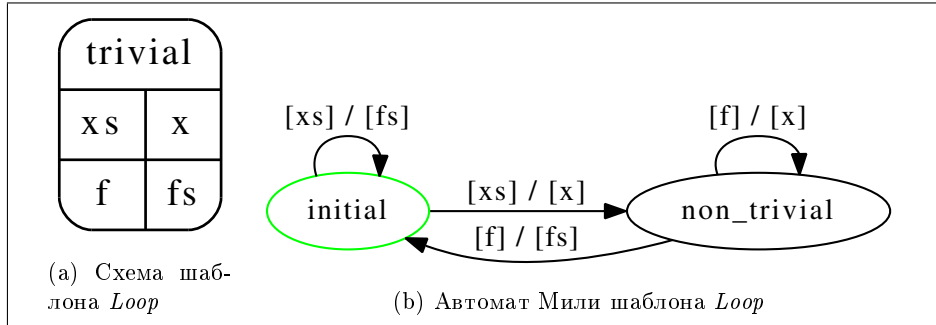 trivial
xs x
f fs
(a) Схема шаб-
лона Loop
[xs] / [fs]
[f] / [x]
initial
[xs] / [x]
non_trivial
[f] / [fs]
(b) Автомат Мили шаблона Loop